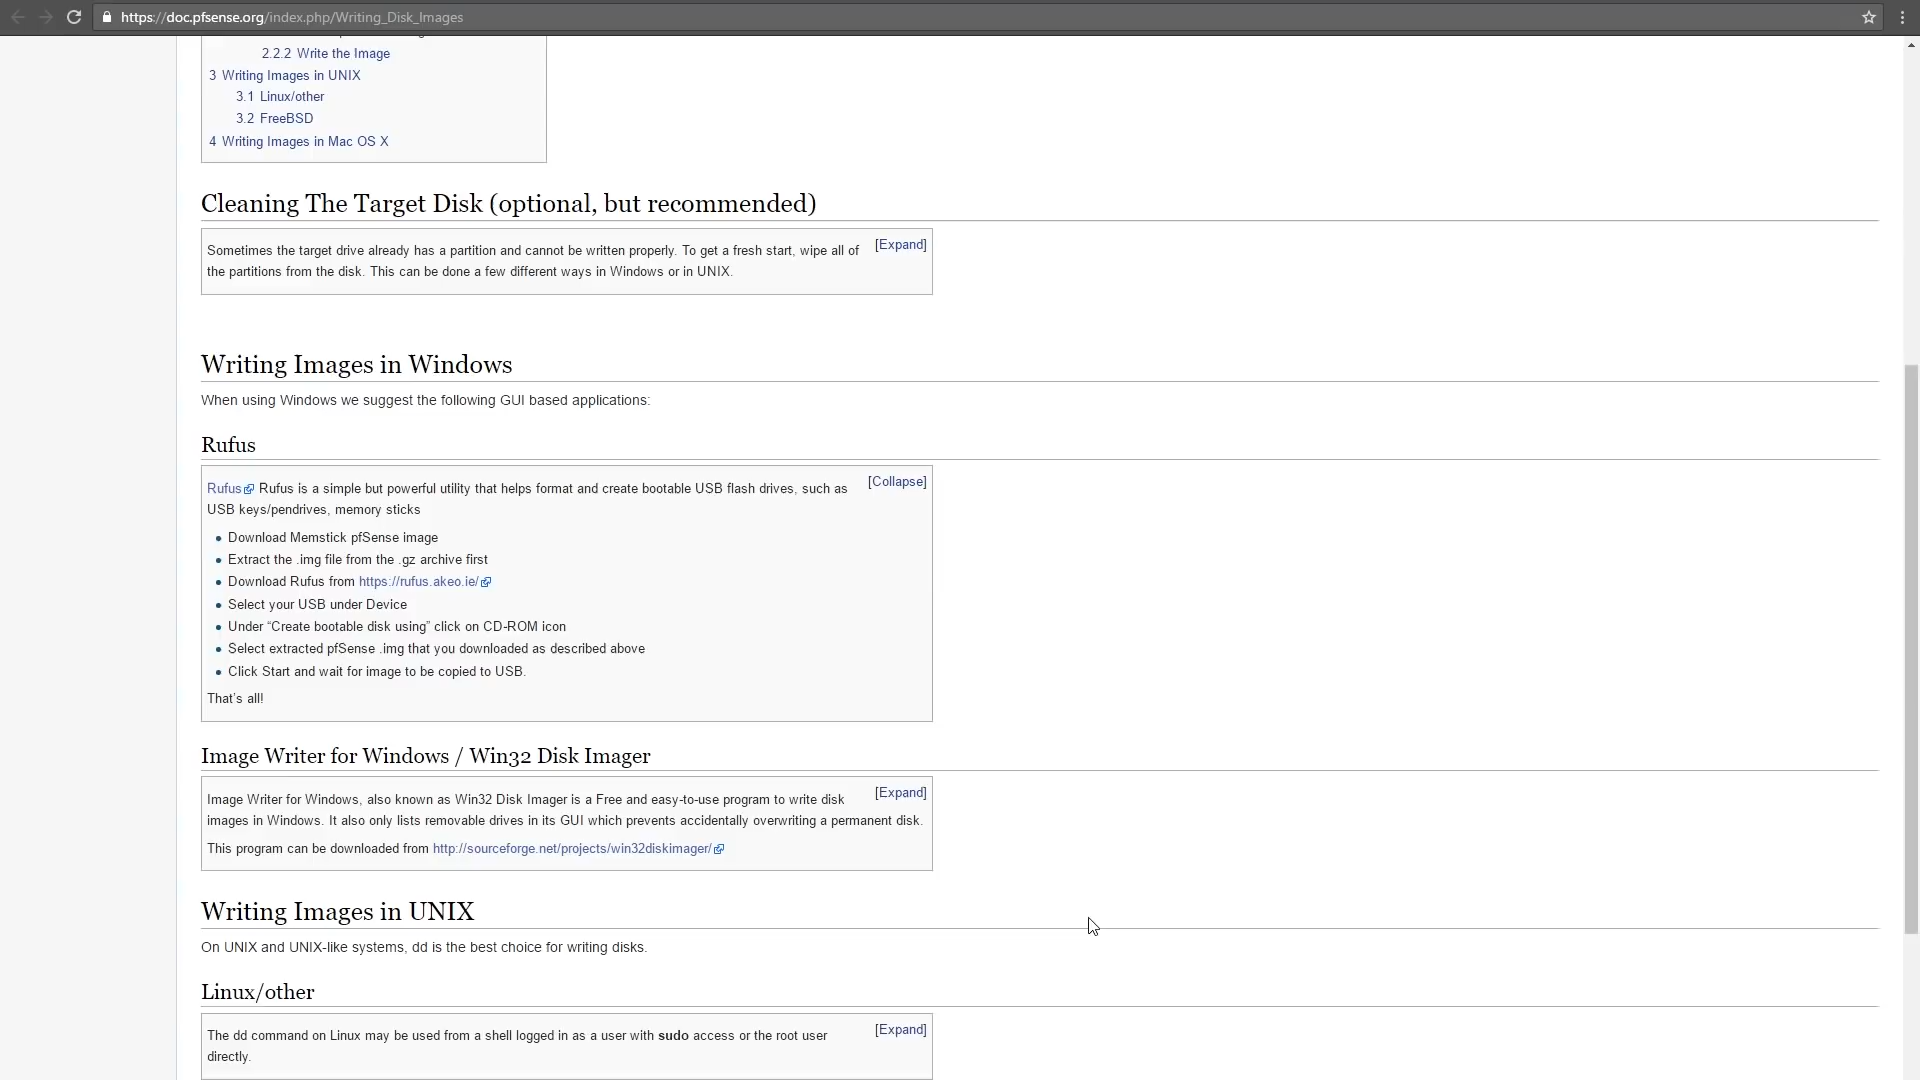 https://doc.pfsense.org/index.php/Writing_Disk_Images
2.2.2 Write the Image
3 Writing Images in UNIX
3.1 Linux/other
3.2 FreeBSD
4 Writing Images in Mac OS X
Cleaning The Target Disk (optional, but recommended)
[Expand]
Sometimes the target drive already has a partition and cannot be written properly. To get a fresh start, wipe all of
the partitions from the disk. This can be done a few different ways in Windows or in UNIX.
Writing Images in Windows
When using Windows we suggest the following GUI based applications:
Rufus
[Collapse]
Rufus Rufus is a simple but powerful utility that helps format and create bootable USB flash drives, such as
USB keys/pendrives, memory sticks
• Download Memstick pfSense image
• Extract the .img file from the .gz archive first
• Download Rufus from https://rufus.akeo.ie/
• Select your USB under Device
• Under “Create bootable disk using” click on CD-ROM icon
• Select extracted pfSense .img that you downloaded as described above
• Click Start and wait for image to be copied to USB.
That’s all!
Image Writer for Windows / Win32 Disk Imager
[Expand]
Image Writer for Windows, also known as Win32 Disk Imager is a Free and easy-to-use program to write disk
images in Windows. It also only lists removable drives in its GUI which prevents accidentally overwriting a permanent disk.
This program can be downloaded from http://sourceforge.net/projects/win32diskimager/
Writing Images in UNIX
On UNIX and UNIX-like systems, dd is the best choice for writing disks.
Linux/other
[Expand]
The dd command on Linux may be used from a shell logged in as a user with sudo access or the root user
directly.